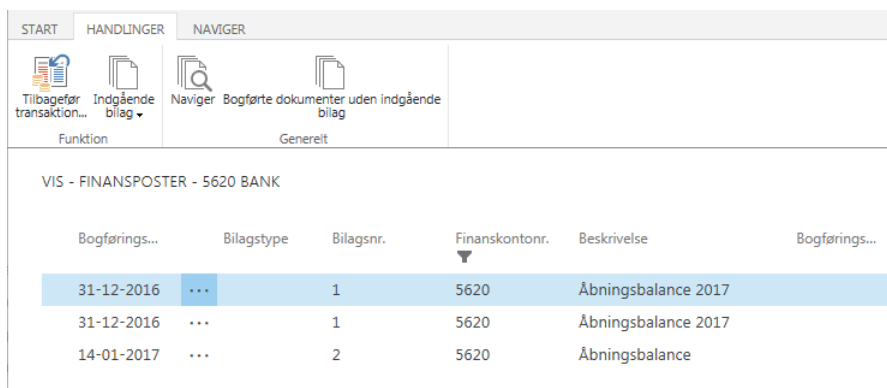 START HANDLINGER NAVIGER
Tilbagefør Indgående Naviger Bogførte dokumenter uden indgående
transaktion... bilag bilag
Funktion Generelt
VIS - FINANSPOSTER - 5620 BANK
Bogførings... Bilagstype Bilagsnr. Finanskontonr. Beskrivelse Bogførings...
31-12-2016 ... 1 5620 Åbningsbalance 2017
31-12-2016 ... 1 5620 Åbningsbalance 2017
14-01-2017 ... 2 5620 Åbningsbalance